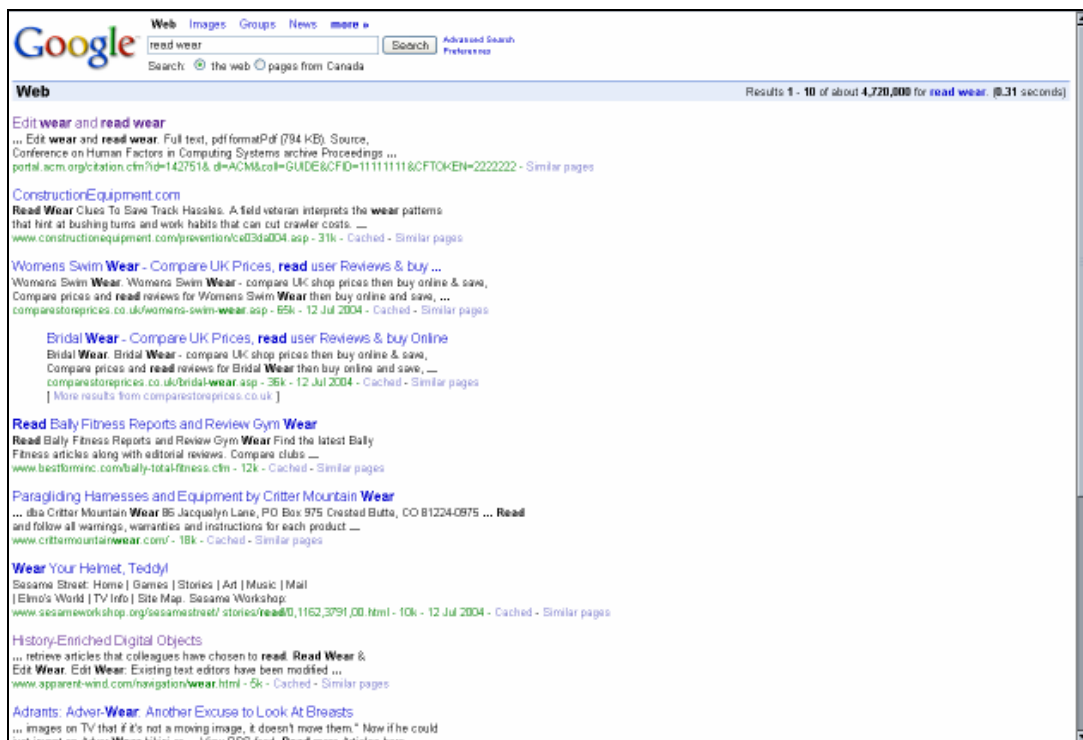 Google™
Web Images Groups News more »
read wear Search Advanced Search
Preferences
Search: the web pages from Canada
Web Results 1 - 10 of about 4,720,000 for read wear. (0.31 seconds)
Edit wear and read wear
... Edit wear and read wear. Full text, pdf formatPdf (794 KB). Source,
Conference on Human Factors in Computing Systems archive Proceedings ...
portal.acm.org/citation.cfm?id=142751& dl=ACM&coll=GUIDE&CFID=11111111&CFTOKEN=2222222 - Similar pages
ConstructionEquipment.com
Read Wear Clues To Save Track Hassles. A field veteran interprets the wear patterns
that hint at bushing turns and work habits that can cut crawler costs. ...
www.constructionequipment.com/prevention/ce03da004.asp - 31k - Cached - Similar pages
Womens Swim Wear - Compare UK Prices, read user Reviews & buy ...
Womens Swim Wear. Womens Swim Wear - compare UK shop prices then buy online & save,
Compare prices and read reviews for Womens Swim Wear then buy online and save, ...
comparestoreprices.co.uk/womens-swim-wear.asp - 65k - 12 Jul 2004 - Cached - Similar pages
Bridal Wear - Compare UK Prices, read user Reviews & buy Online
Bridal Wear. Bridal Wear - compare UK shop prices then buy online & save,
Compare prices and read reviews for Bridal Wear then buy online and save, ...
comparestoreprices.co.uk/bridal-wear.asp - 36k - 12 Jul 2004 - Cached - Similar pages
[ More results from comparestoreprices.co.uk ]
Read Bally Fitness Reports and Review Gym Wear
Read Bally Fitness Reports and Review Gym Wear Find the latest Bally
Fitness articles along with editorial reviews. Compare clubs ...
www.bestforminc.com/bally-total-fitness.cfm - 12k - Cached - Similar pages
Paragliding Harnesses and Equipment by Critter Mountain Wear
... dba Critter Mountain Wear 86 Jacquelyn Lane, PO Box 975 Crested Butte, CO 81224-0975 ... Read
and follow all warnings, warranties and instructions for each product ...
www.crittermountainwear.com/ - 18k - Cached - Similar pages
Wear Your Helmet, Teddy!
Sesame Street: Home | Games | Stories | Art | Music | Mail
| Elmo's World | TV Info | Site Map. Sesame Workshop:
www.sesameworkshop.org/sesamestreet/ stories/read/0,1162,3791,00.html - 10k - 12 Jul 2004 - Cached - Similar pages
History-Enriched Digital Objects
... retrieve articles that colleagues have chosen to read. Read Wear &
Edit Wear. Edit Wear: Existing text editors have been modified ...
www.apparent-wind.com/navigation/wear.html - 5k - Cached - Similar pages
Adrants: Adver-Wear: Another Excuse to Look At Breasts
... images on TV that if it's not a moving image, it doesn't move them." Now if he could